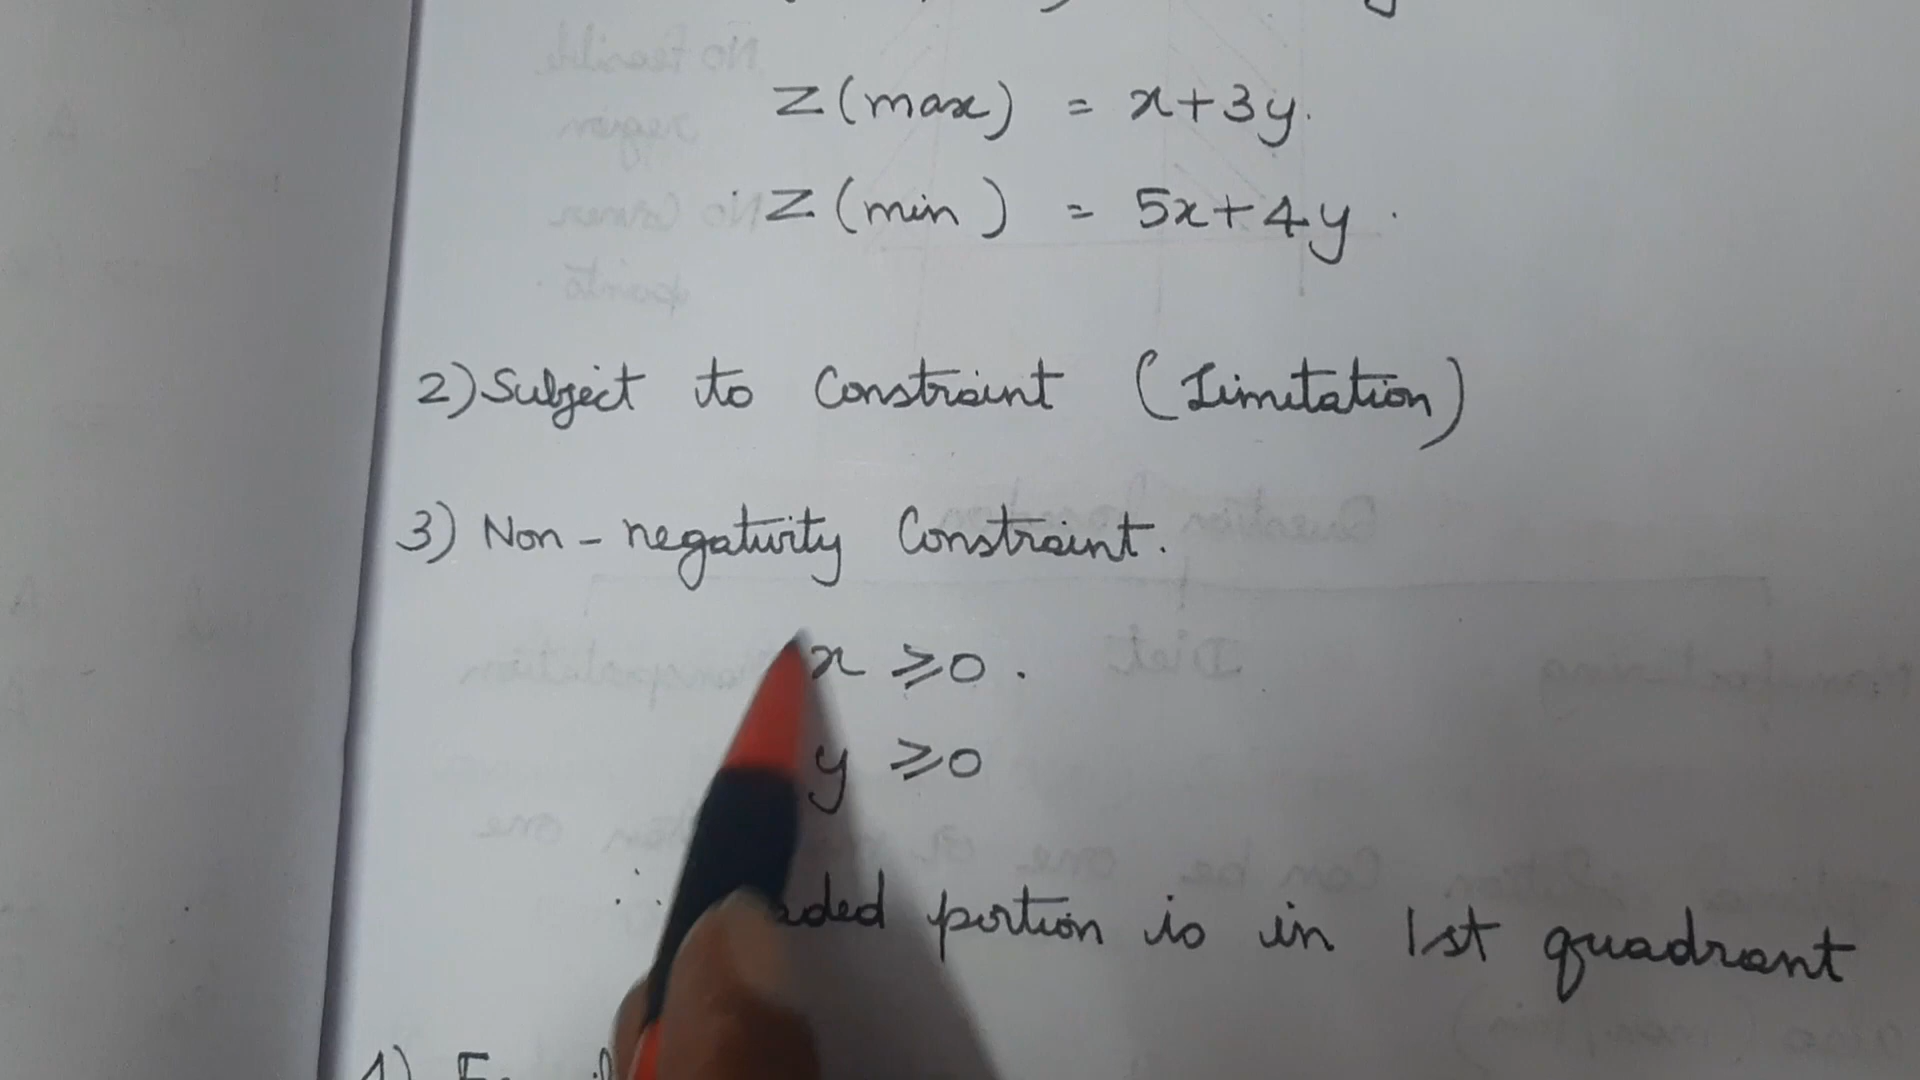 Z(max) = x+3y.
Z(min) = 5x+4y.
2) Subject to Constraint (Limitation)
3) Non-negativity Constraint.
x ⩾0.
y ⩾0
∴ portion is in 1st quadrant
4)